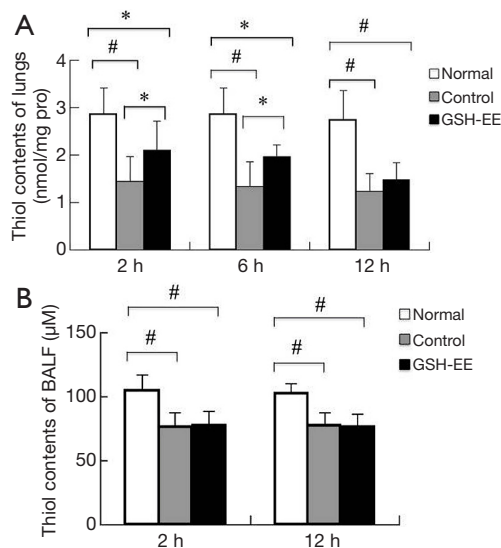 A
Thiol contents of lungs
(nmol/mg pro)
5
4
3
2
1
0
*
#
*
*
#
*
#
#
2 h
6 h
12 h
Normal
Control
GSH-EE
B
Thiol contents of BALF (μM)
150
100
50
0
#
#
#
#
2 h
12 h
Normal
Control
GSH-EE